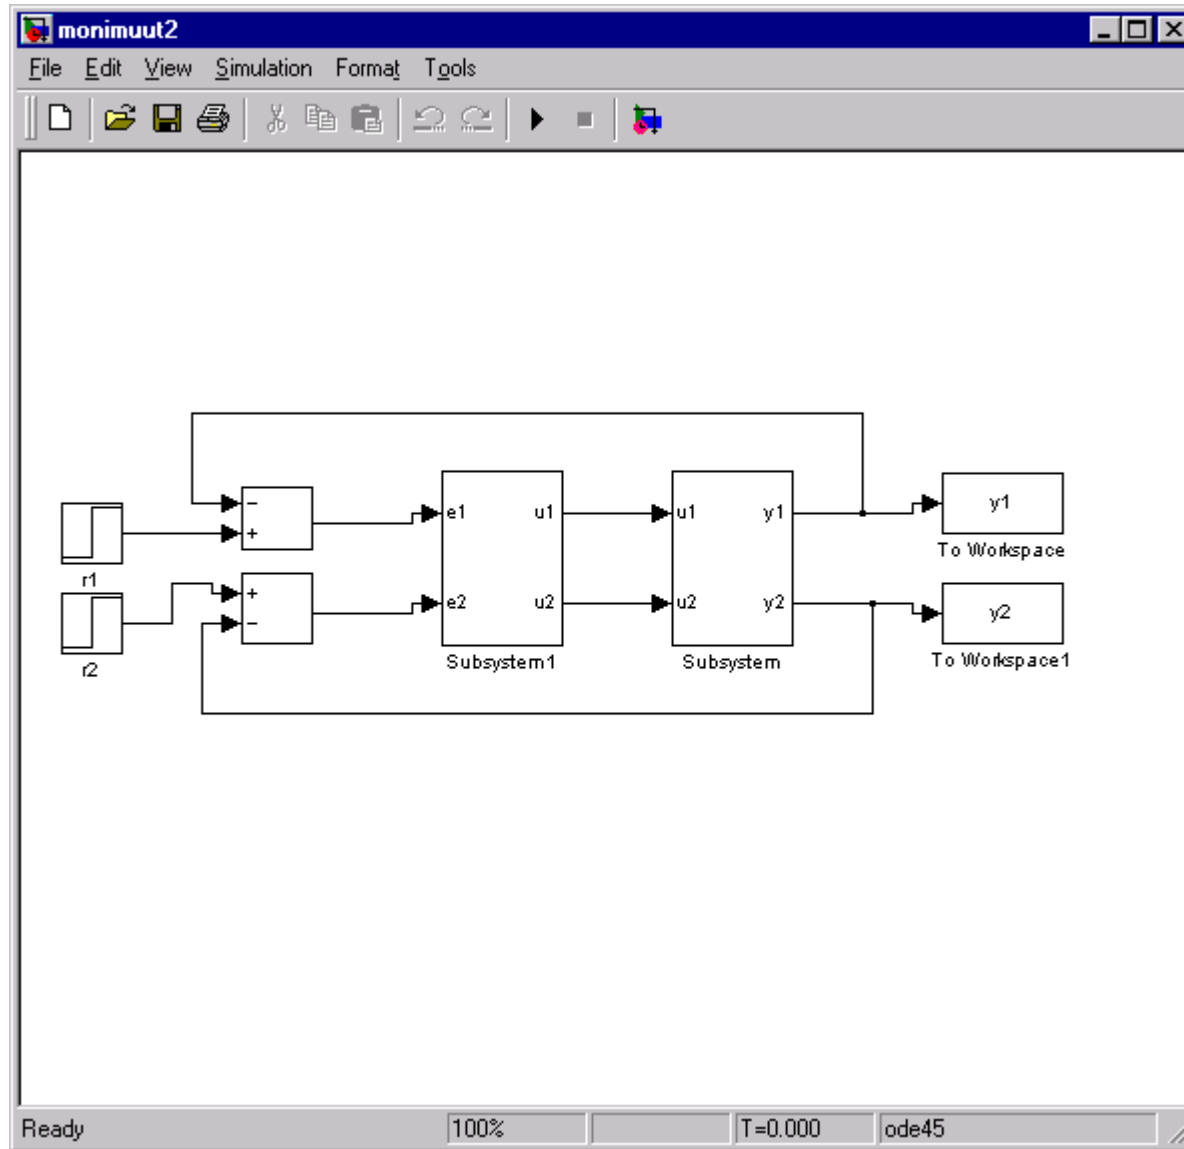 monimuut2
File Edit View Simulation Format Tools
− 
+
r1
+
−
r2
e1 u1
e2 u2
Subsystem1
u1 y1
u2 y2
Subsystem
y1
To Workspace
y2
To Workspace1
Ready 100% T=0.000 ode45